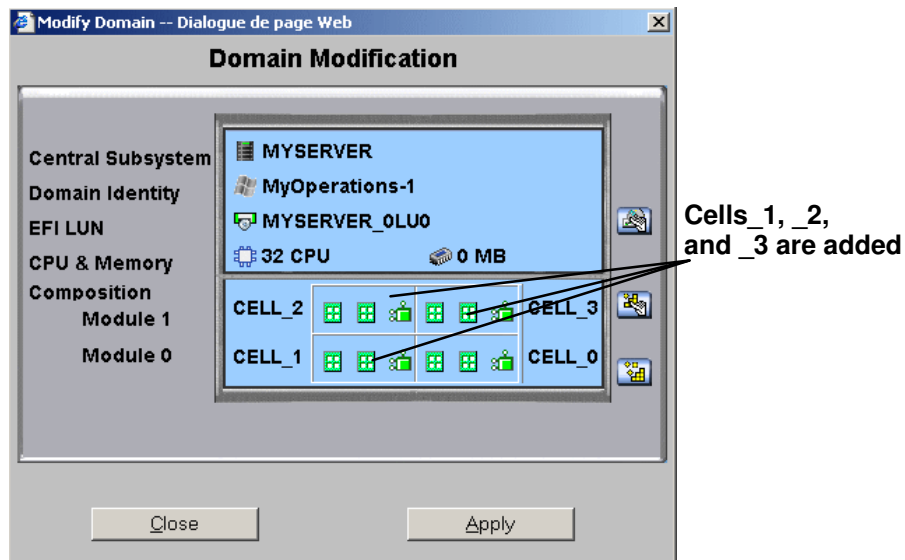 Modify Domain -- Dialogue de page Web
Domain Modification
Central Subsystem MYSERVER
Domain Identity MyOperations-1
EFI LUN MYSERVER_0LU0
CPU & Memory 32 CPU 0 MB
Composition
Module 1 CELL_2 CELL_3
Module 0 CELL_1 CELL_0
Cells_1, _2,
and _3 are added
Close Apply